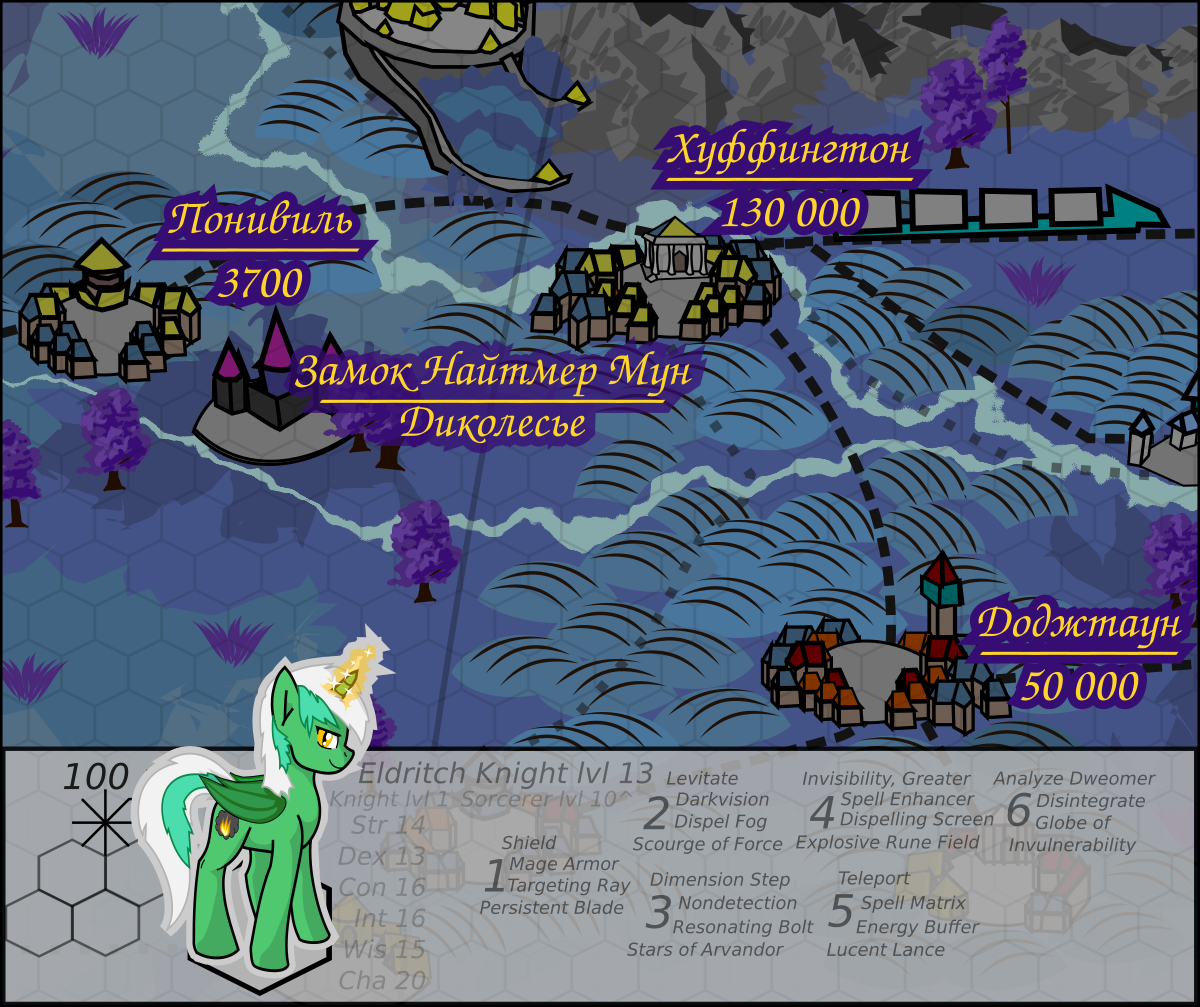 Хуффингтон
130 000
Понивиль
3700
Замок Найтмер Мун
Диколесье
Доджтаун
50 000
100
Eldritch Knight lvl 13
Knight lvl 1, Sorcerer lvl 10^
Str 14
Dex 13
Con 16
Int 16
Wis 15
Cha 20
1
Shield
Mage Armor
Targeting Ray
Persistent Blade
2
Levitate
Darkvision
Dispel Fog
Scourge of Force
3
Dimension Step
Nondetection
Resonating Bolt
Stars of Arvandor
4
Invisibility, Greater
Spell Enhancer
Dispelling Screen
Explosive Rune Field
5
Teleport
Spell Matrix
Energy Buffer
Lucent Lance
6
Analyze Dweomer
Disintegrate
Globe of
Invulnerability